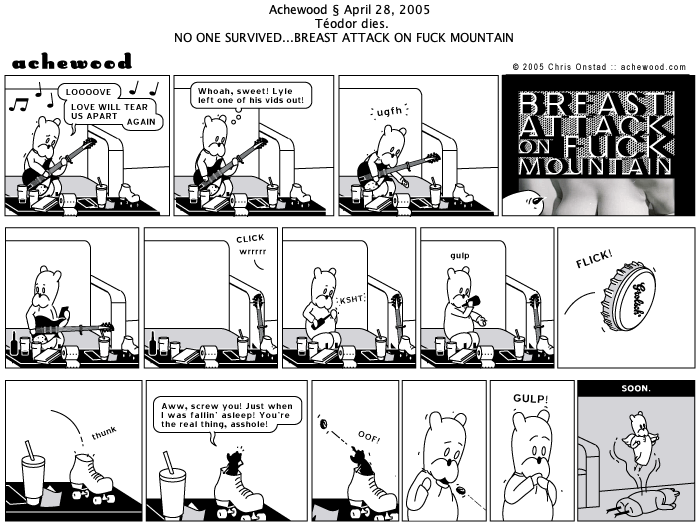 Achewood § April 28, 2005
Téodor dies.
NO ONE SURVIVED...BREAST ATTACK ON FUCK MOUNTAIN
achewood
© 2005 Chris Onstad :: achewood.com
LOOOOVE
LOVE WILL TEAR
US APART
AGAIN
Whoah, sweet! Lyle
left one of his vids out!
ugfh
BREAST
ATTACK
ON FUCK
MOUNTAIN
CLICK
wrrrrr
KSHT
gulp
FLICK!
Grolsch
thunk
Aww, screw you! Just when
I was fallin' asleep! You're
the real thing, asshole!
OOF!
GULP!
SOON.